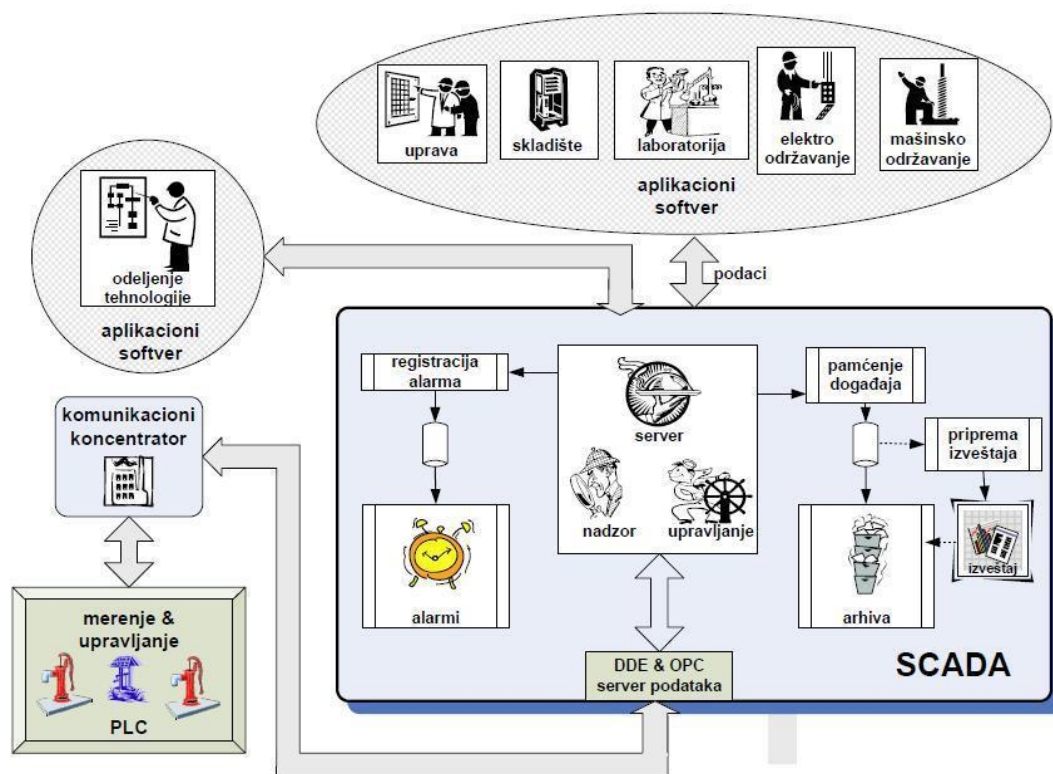 uprava
skladište
laboratorija
elektro
održavanje
mašinsko
održavanje
aplikacioni
softver
odeljenje
tehnologije
aplikacioni
softver
podaci
registracija
alarma
server
nadzor
upravljanje
pamćenje
događaja
priprema
izveštaja
alarmi
arhiva
izveštaj
komunikacioni
koncentrator
merenje &
upravljanje
PLC
DDE & OPC
server podataka
SCADA